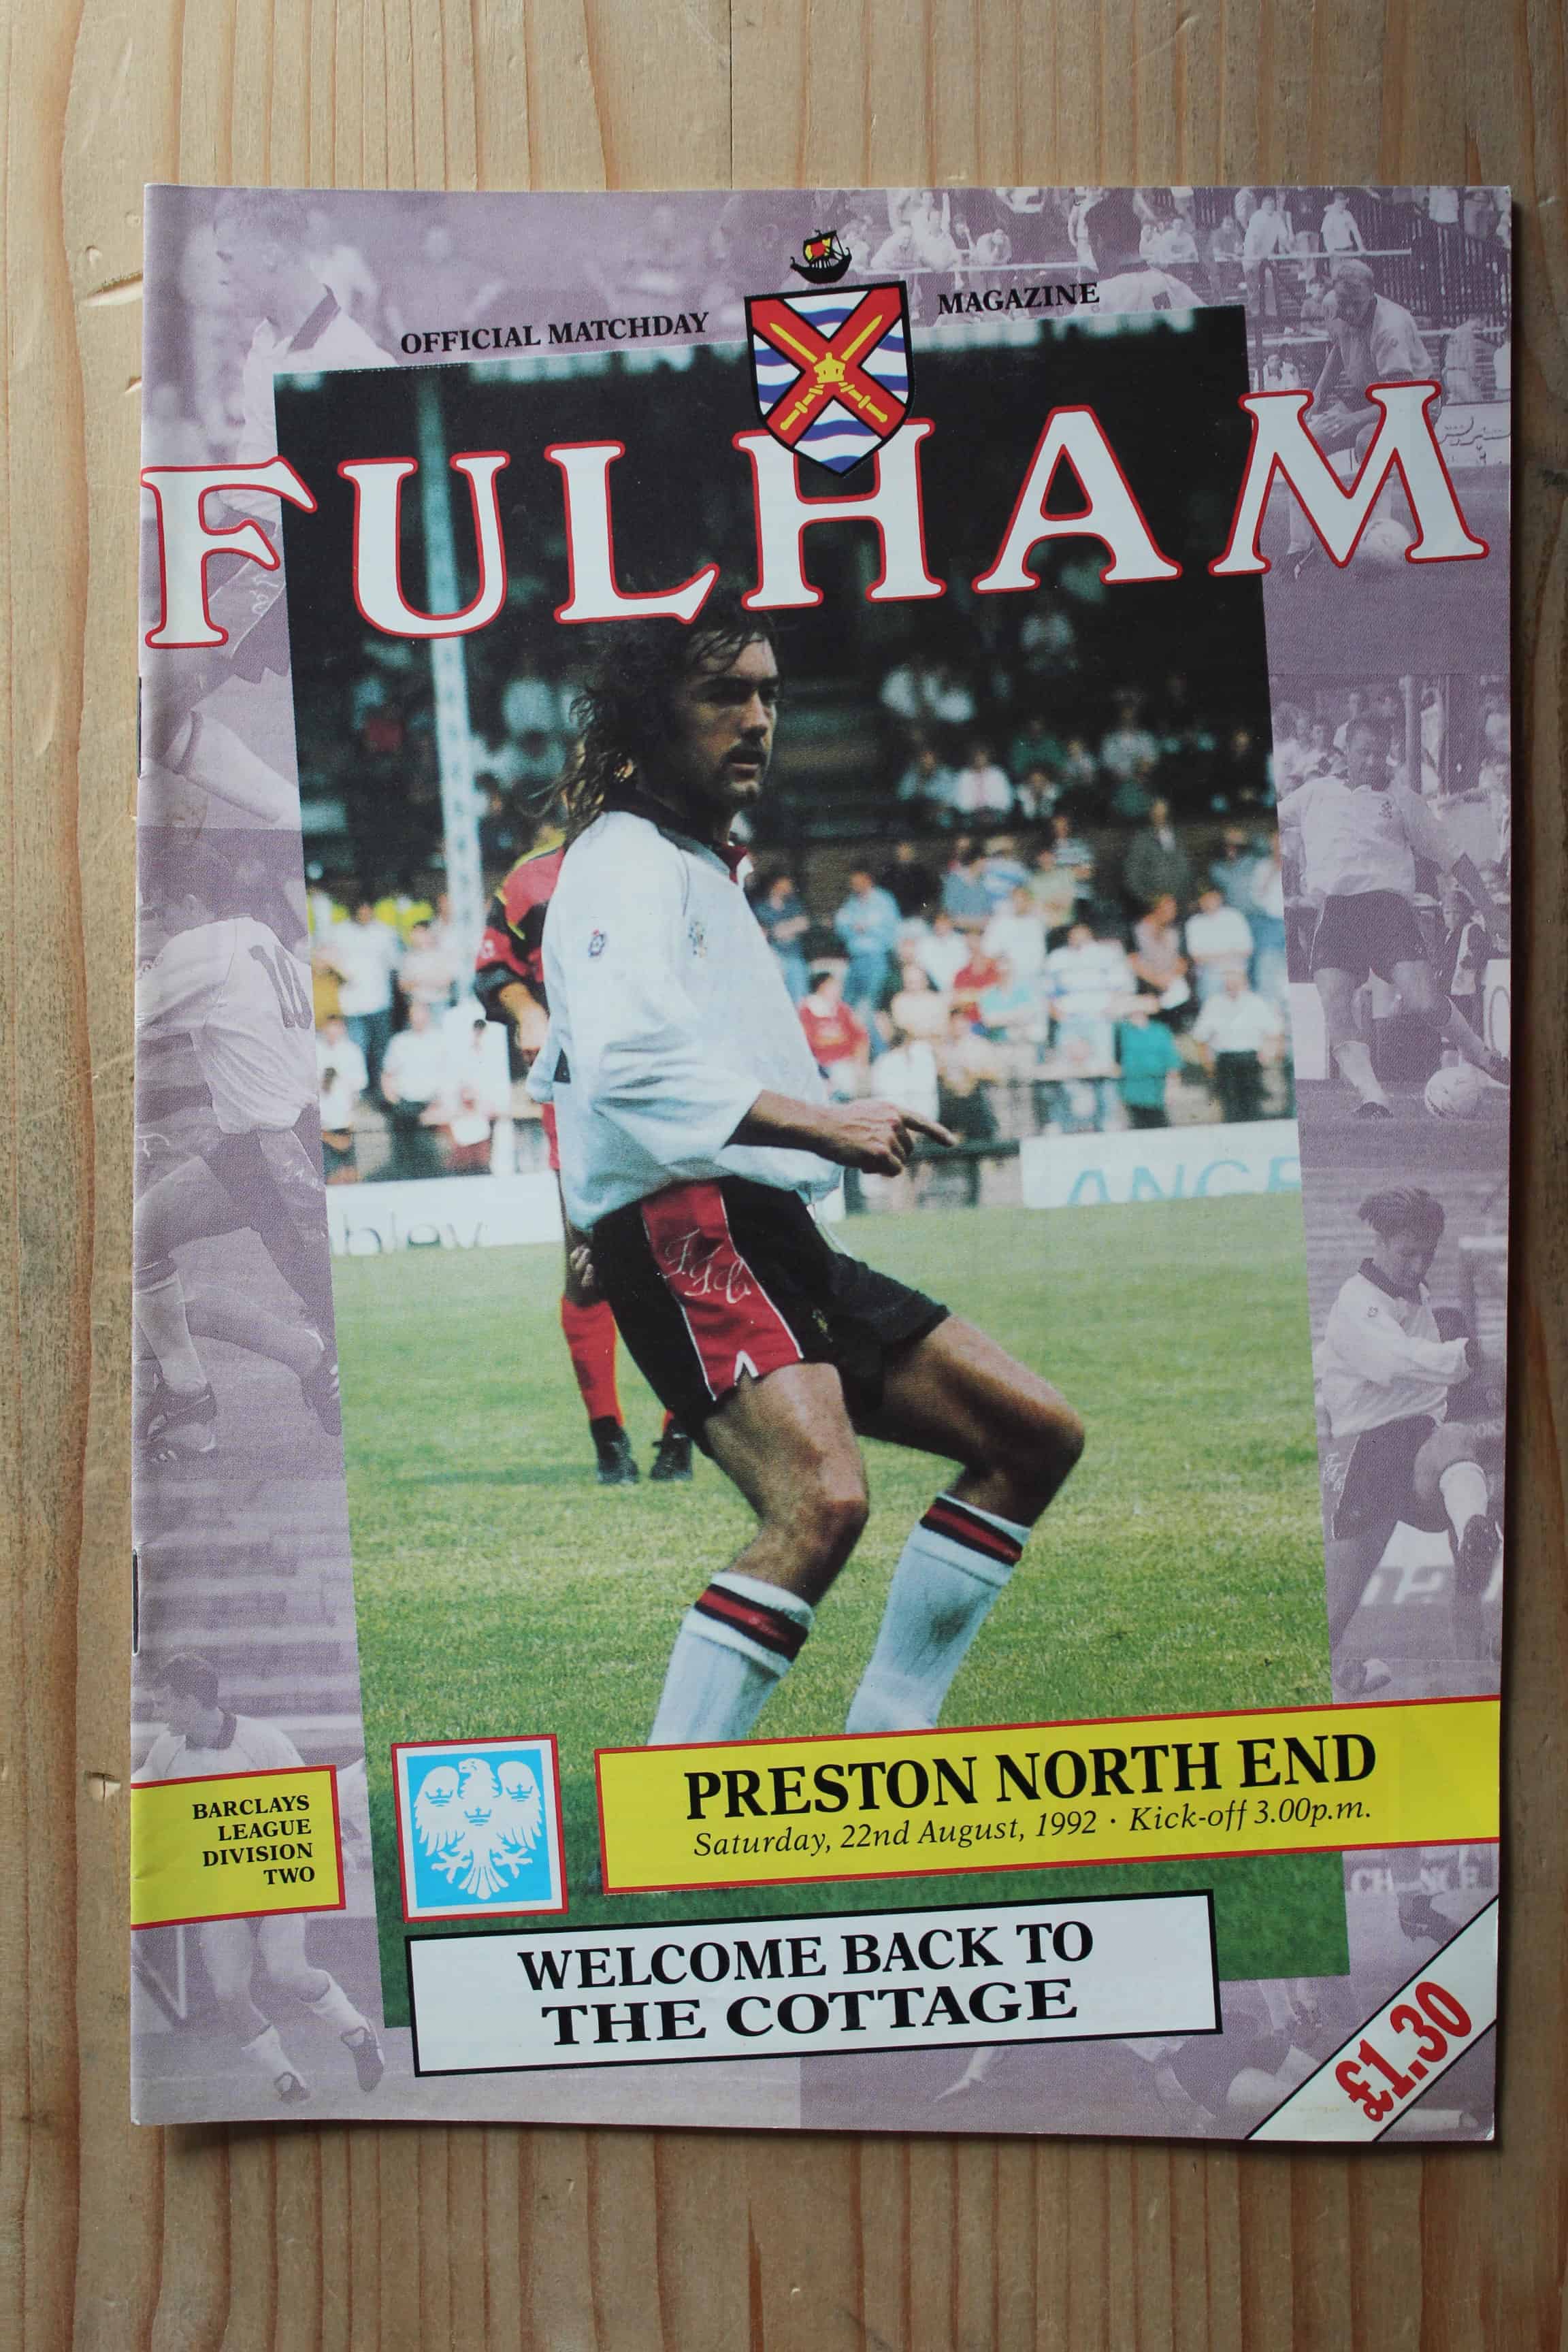 OFFICIAL MATCHDAY MAGAZINE
FULHAM
F.F.C.
10
BARCLAYS
LEAGUE
DIVISION
TWO
PRESTON NORTH END
Saturday, 22nd August, 1992 · Kick-off 3.00p.m.
WELCOME BACK TO
THE COTTAGE
£1.30